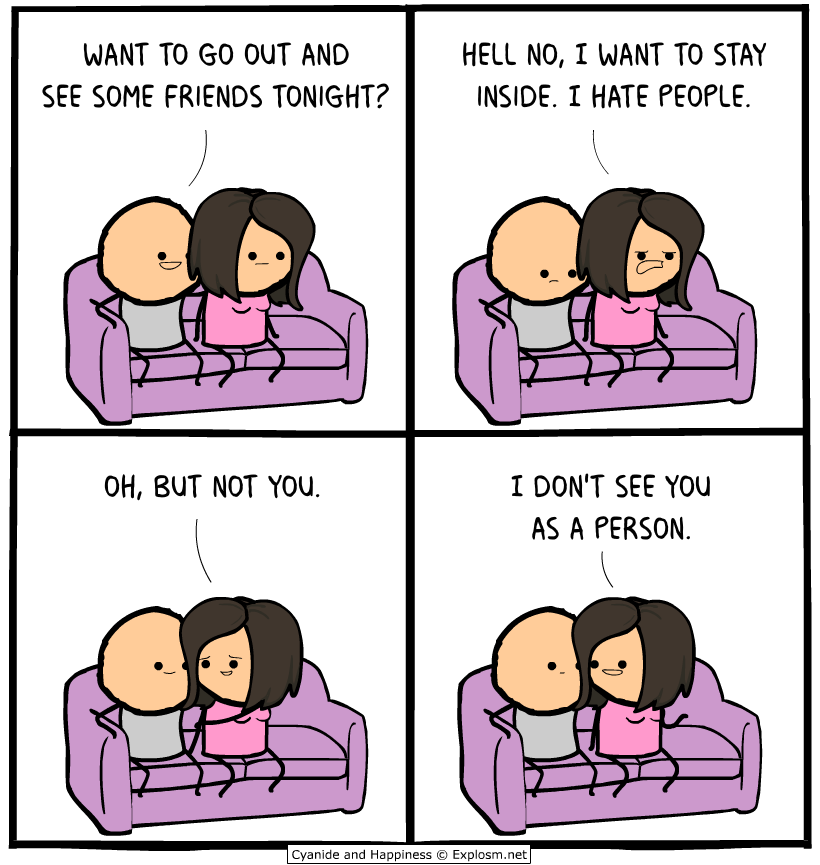 WANT TO GO OUT AND
SEE SOME FRIENDS TONIGHT?
HELL NO, I WANT TO STAY
INSIDE. I HATE PEOPLE.
OH, BUT NOT YOU.
I DON'T SEE YOU
AS A PERSON.
Cyanide and Happiness © Explosm.net